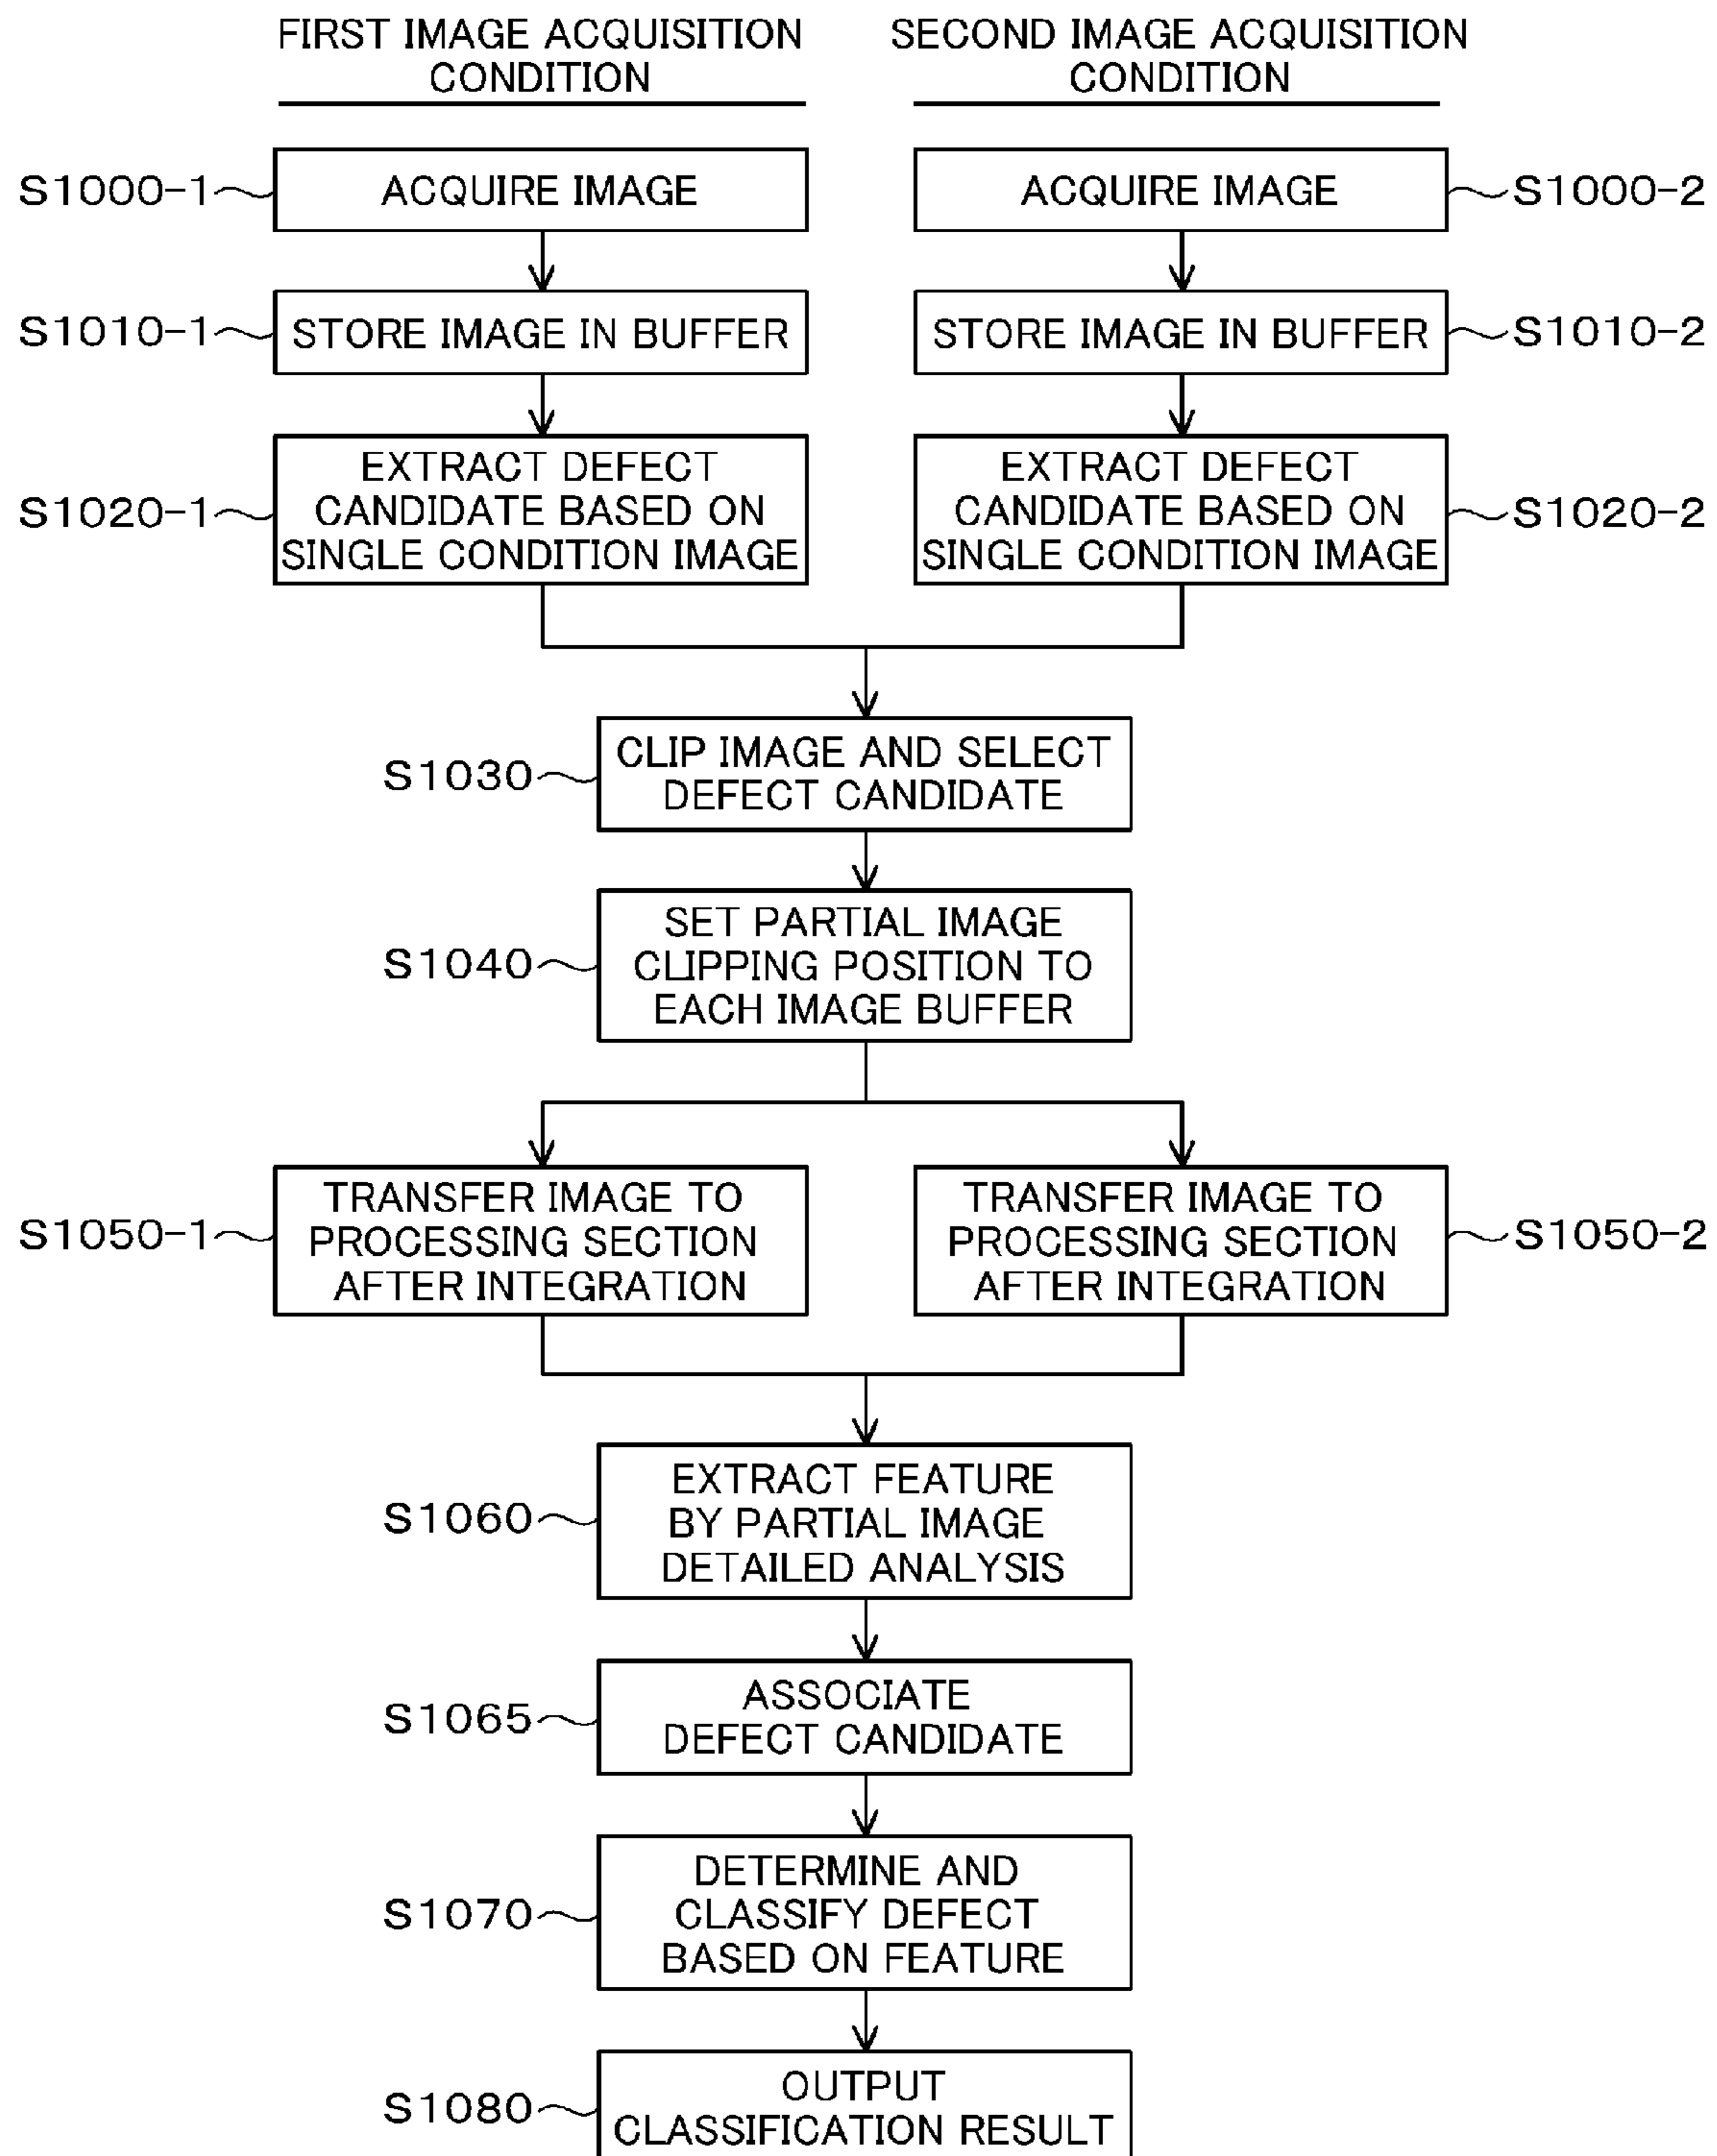 FIRST IMAGE ACQUISITION
CONDITION
SECOND IMAGE ACQUISITION
CONDITION
S1000-1
ACQUIRE IMAGE
ACQUIRE IMAGE
S1000-2
S1010-1
STORE IMAGE IN BUFFER
STORE IMAGE IN BUFFER
S1010-2
S1020-1
EXTRACT DEFECT
CANDIDATE BASED ON
SINGLE CONDITION IMAGE
EXTRACT DEFECT
CANDIDATE BASED ON
SINGLE CONDITION IMAGE
S1020-2
S1030
CLIP IMAGE AND SELECT
DEFECT CANDIDATE
S1040
SET PARTIAL IMAGE
CLIPPING POSITION TO
EACH IMAGE BUFFER
S1050-1
TRANSFER IMAGE TO
PROCESSING SECTION
AFTER INTEGRATION
TRANSFER IMAGE TO
PROCESSING SECTION
AFTER INTEGRATION
S1050-2
S1060
EXTRACT FEATURE
BY PARTIAL IMAGE
DETAILED ANALYSIS
S1065
ASSOCIATE
DEFECT CANDIDATE
S1070
DETERMINE AND
CLASSIFY DEFECT
BASED ON FEATURE
S1080
OUTPUT
CLASSIFICATION RESULT